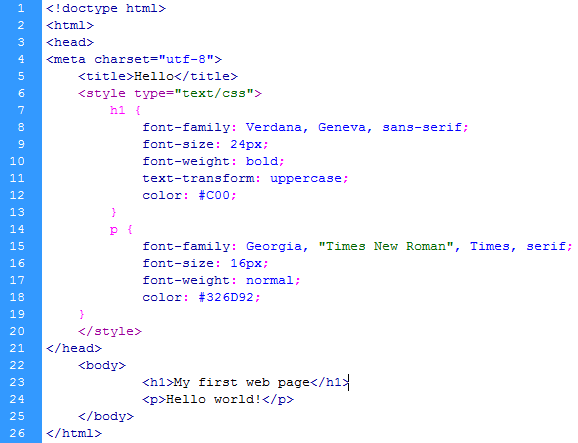 1 <!doctype html>
2 <html>
3 <head>
4 <meta charset="utf-8">
5 <title>Hello</title>
6 <style type="text/css">
7 h1 {
8 font-family: Verdana, Geneva, sans-serif;
9 font-size: 24px;
10 font-weight: bold;
11 text-transform: uppercase;
12 color: #C00;
13 }
14 p {
15 font-family: Georgia, "Times New Roman", Times, serif;
16 font-size: 16px;
17 font-weight: normal;
18 color: #326D92;
19 }
20 </style>
21 </head>
22 <body>
23 <h1>My first web page</h1>
24 <p>Hello world!</p>
25 </body>
26 </html>